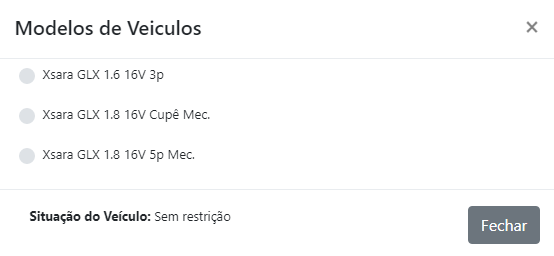 Modelos de Veiculos
×
Xsara GLX 1.6 16V 3p
Xsara GLX 1.8 16V Cupê Mec.
Xsara GLX 1.8 16V 5p Mec.
Situação do Veículo: Sem restrição
Fechar